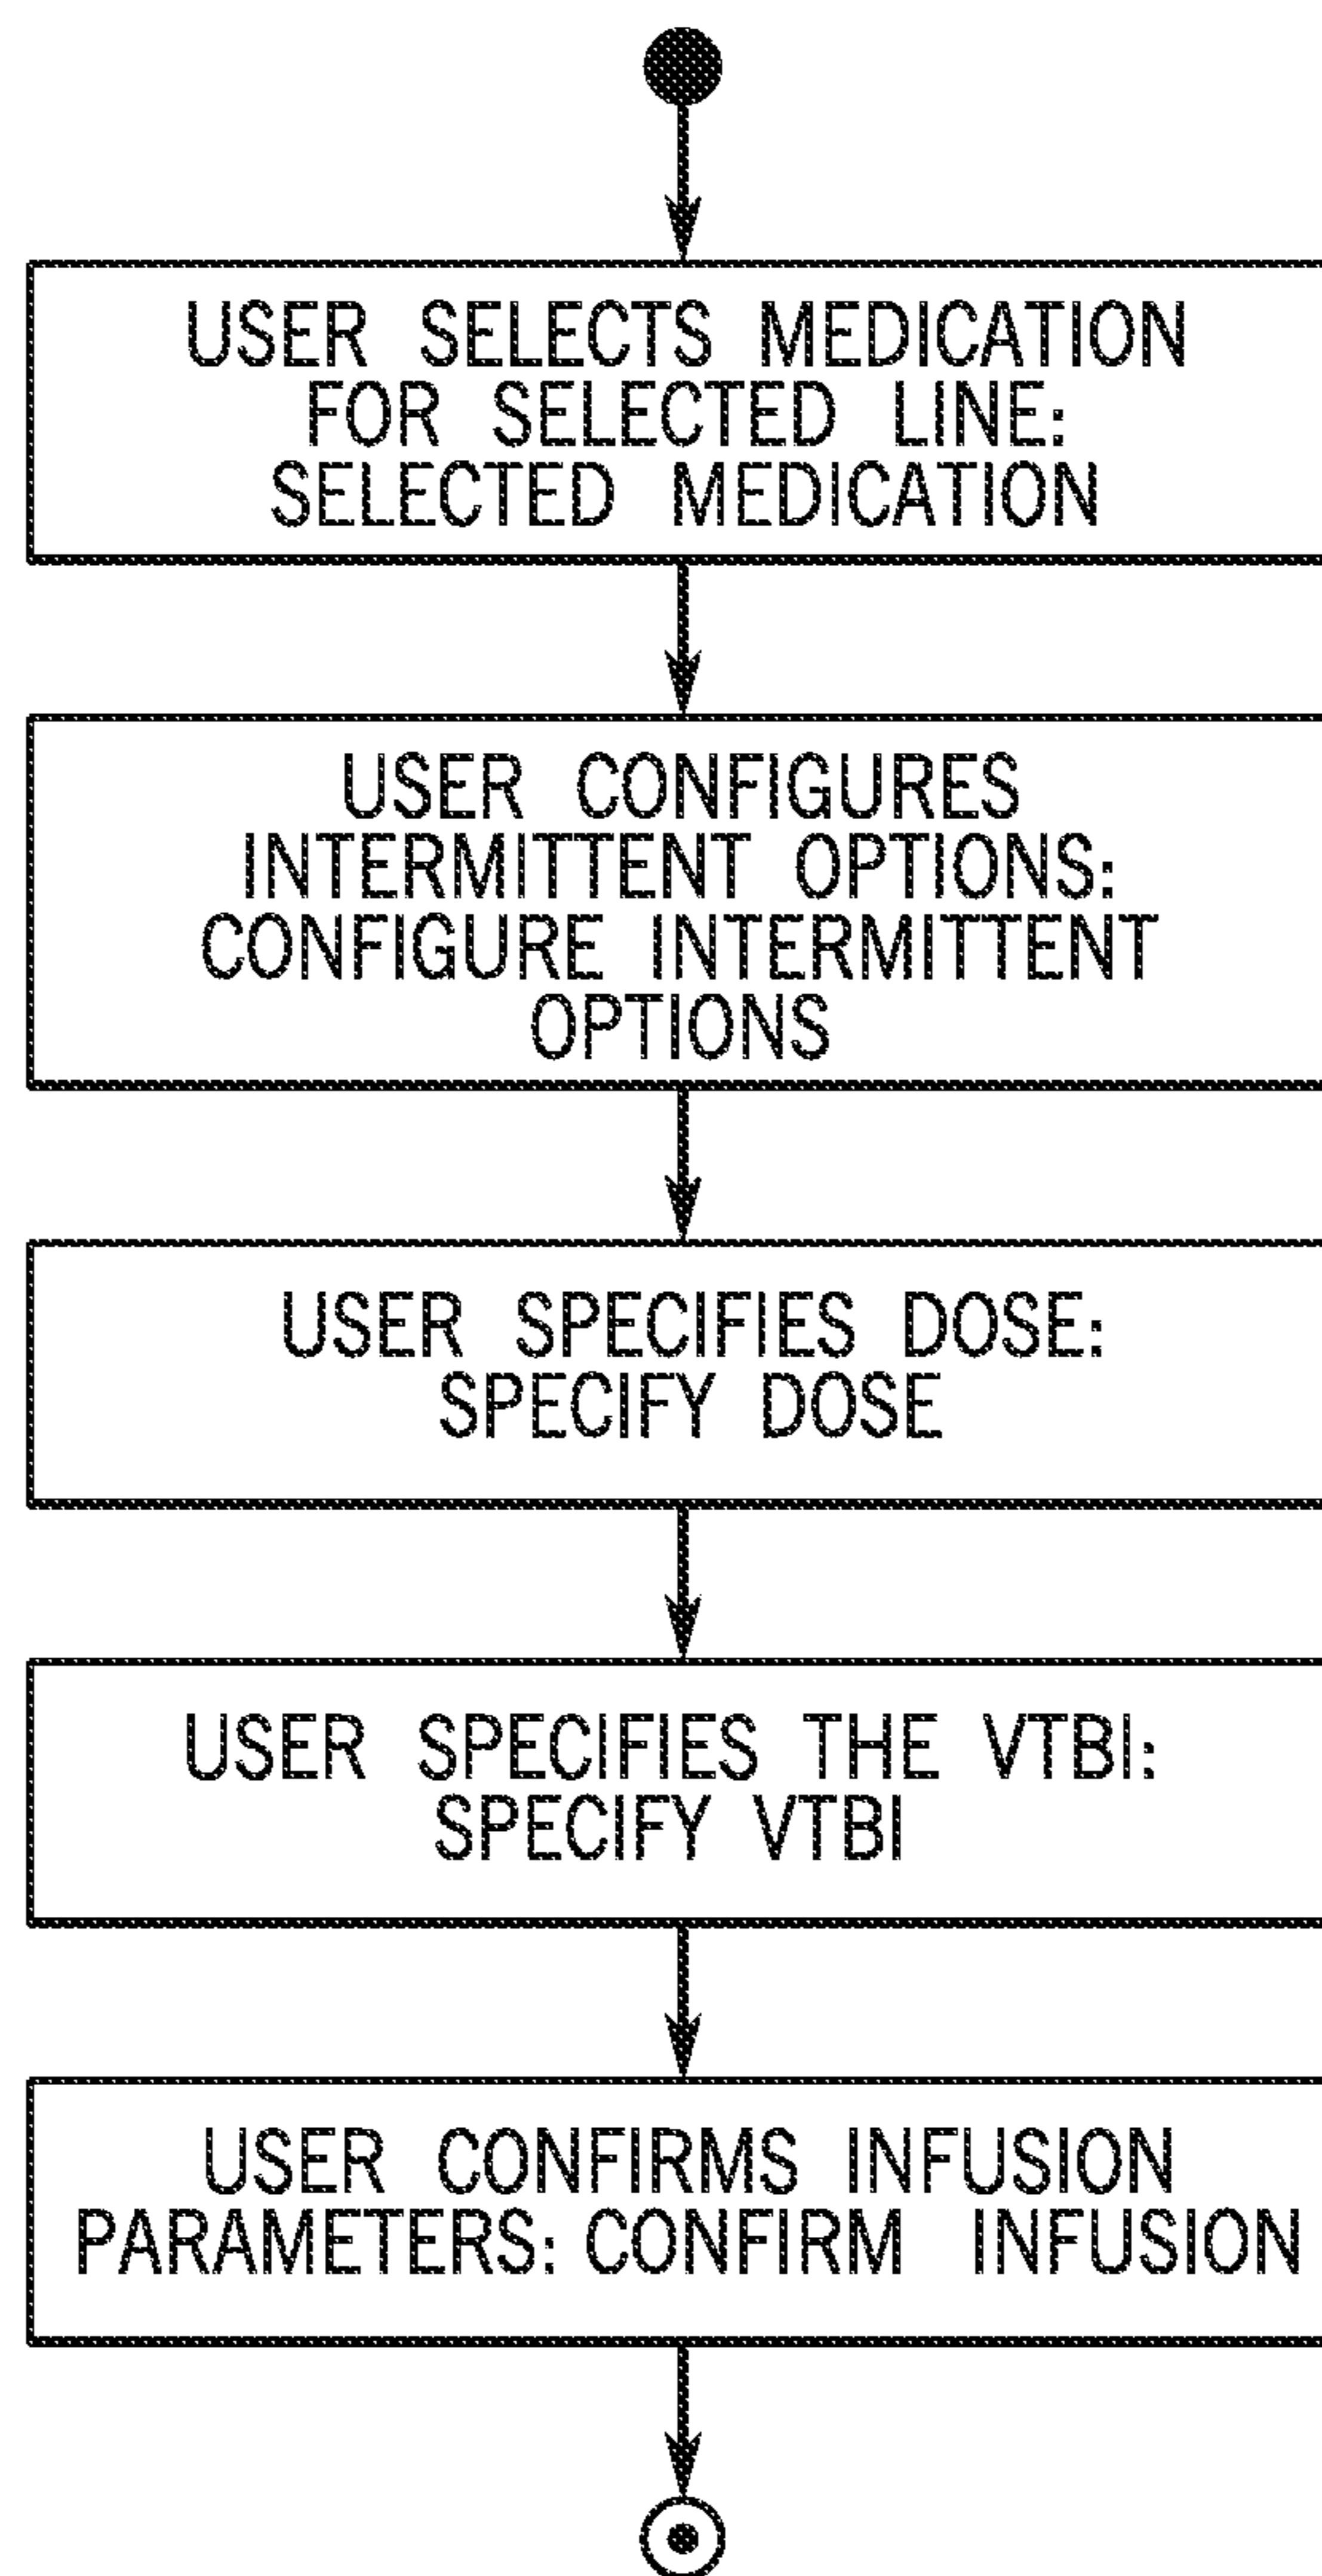 USER SELECTS MEDICATION
FOR SELECTED LINE:
SELECTED MEDICATION
USER CONFIGURES
INTERMITTENT OPTIONS:
CONFIGURE INTERMITTENT
OPTIONS
USER SPECIFIES DOSE:
SPECIFY DOSE
USER SPECIFIES THE VTBI:
SPECIFY VTBI
USER CONFIRMS INFUSION
PARAMETERS: CONFIRM INFUSION